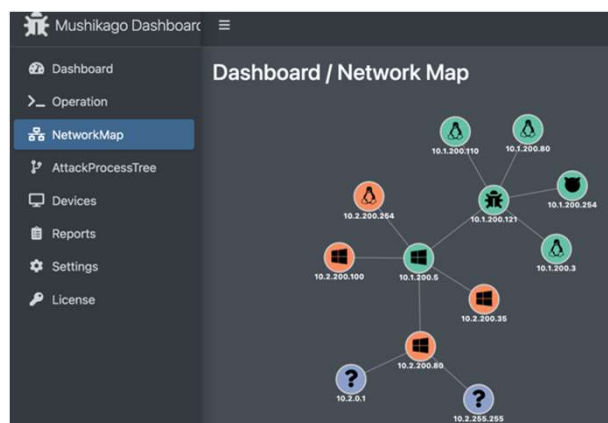 Mushikago Dashboard
Dashboard
Operation
NetworkMap
AttackProcessTree
Devices
Reports
Settings
License
Dashboard / Network Map
10.1.200.110
10.1.200.80
10.1.200.254
10.1.200.121
10.1.200.3
10.2.200.254
10.2.200.100
10.1.200.5
10.2.200.35
10.2.200.80
10.2.0.1
10.2.255.255